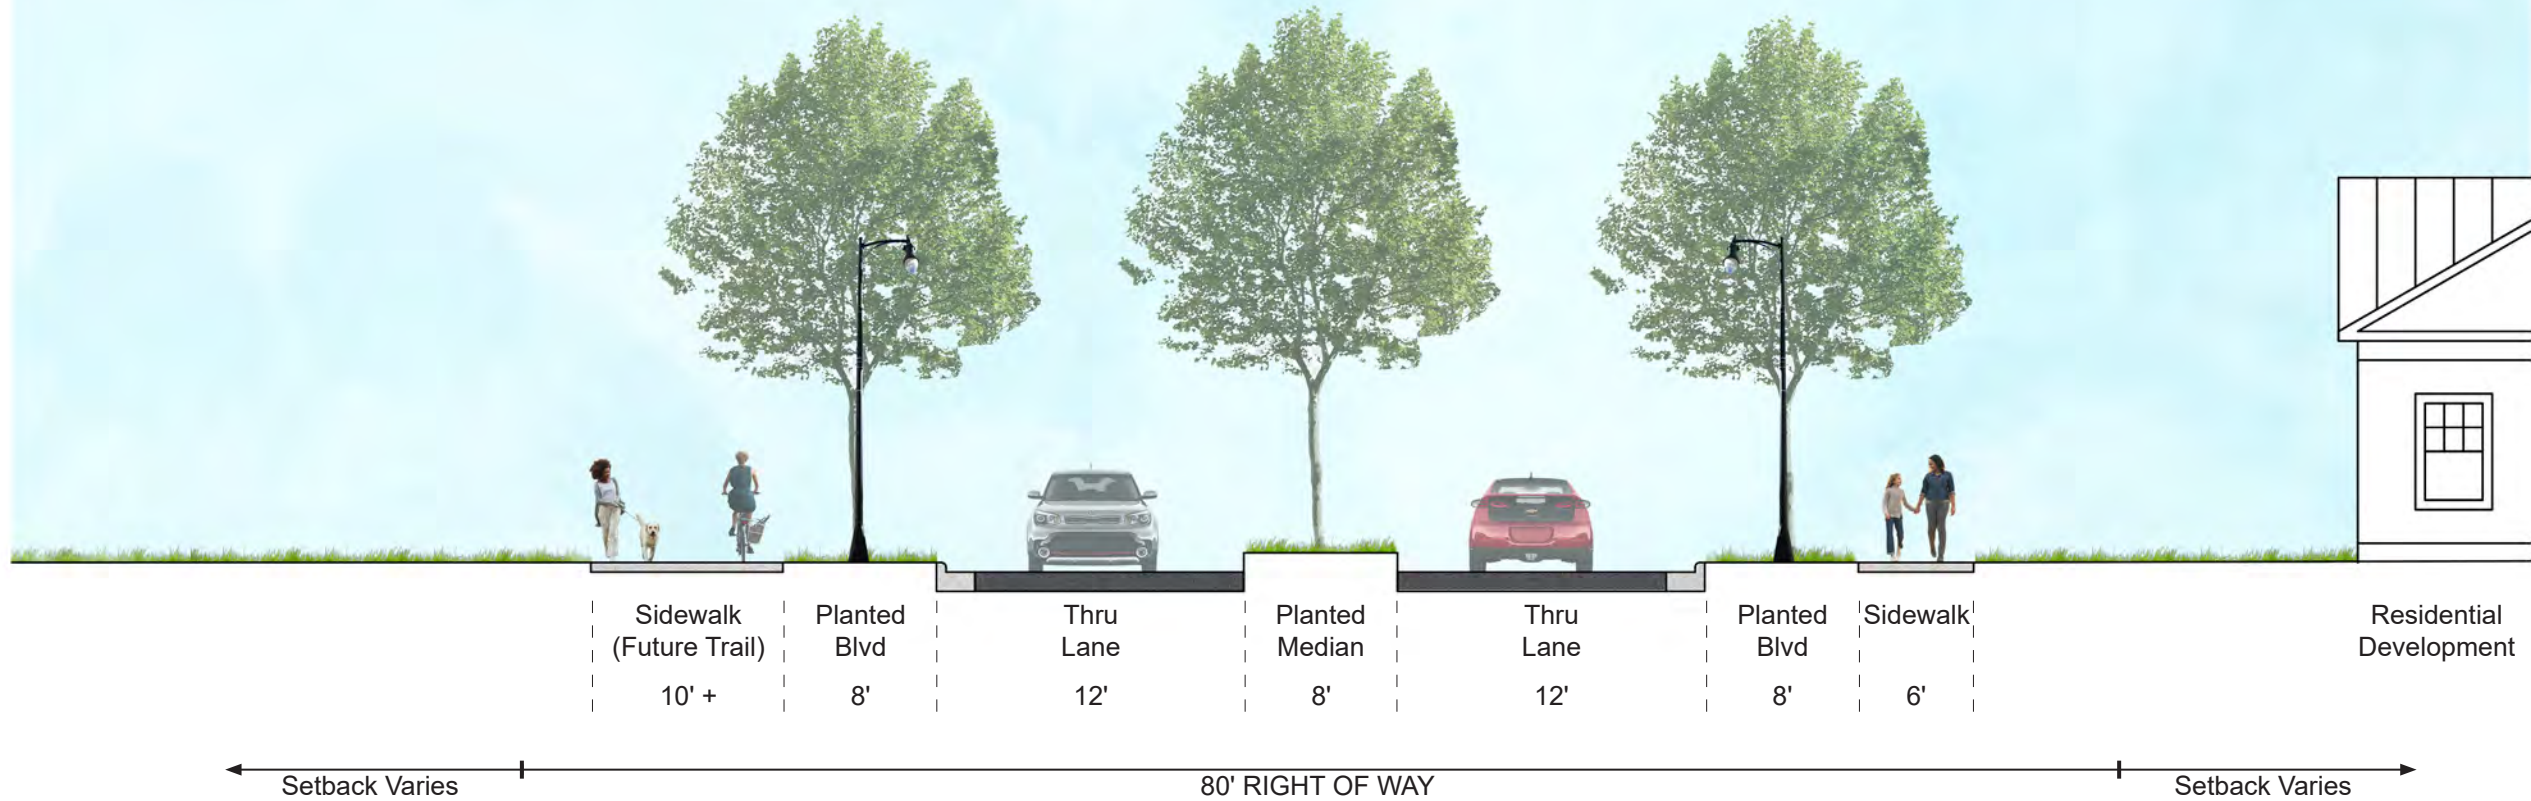 Sidewalk
(Future Trail)
10' +
Planted
Blvd
8'
Thru
Lane
12'
Planted
Median
8'
Thru
Lane
12'
Planted
Blvd
8'
Sidewalk
6'
Residential
Development
Setback Varies
80' RIGHT OF WAY
Setback Varies